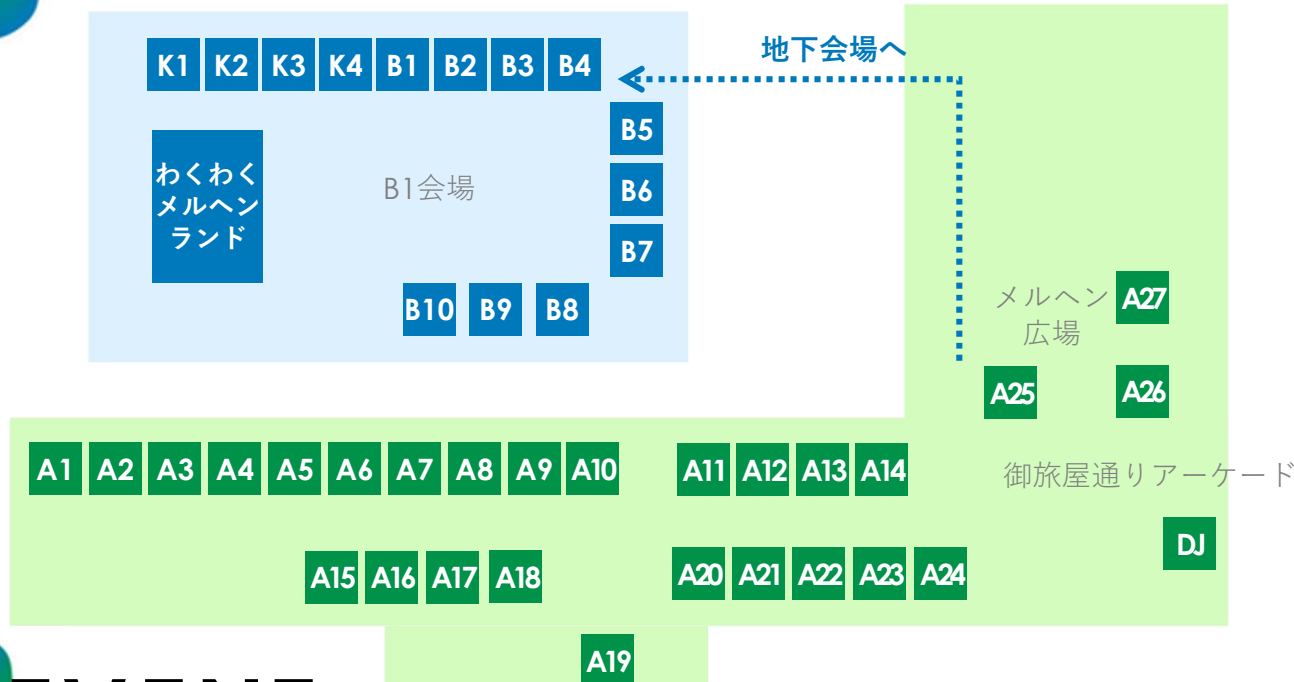 地下会場へ
K1 K2 K3 K4 B1 B2 B3 B4
B5
わくわく
メルヘン
ランド
B1会場
B6
B7
B10 B9 B8
メルヘン
広場
A27
A25 A26
A1 A2 A3 A4 A5 A6 A7 A8 A9 A10 A11 A12 A13 A14
御旅屋通りアーケード
DJ
A15 A16 A17 A18 A20 A21 A22 A23 A24
A19